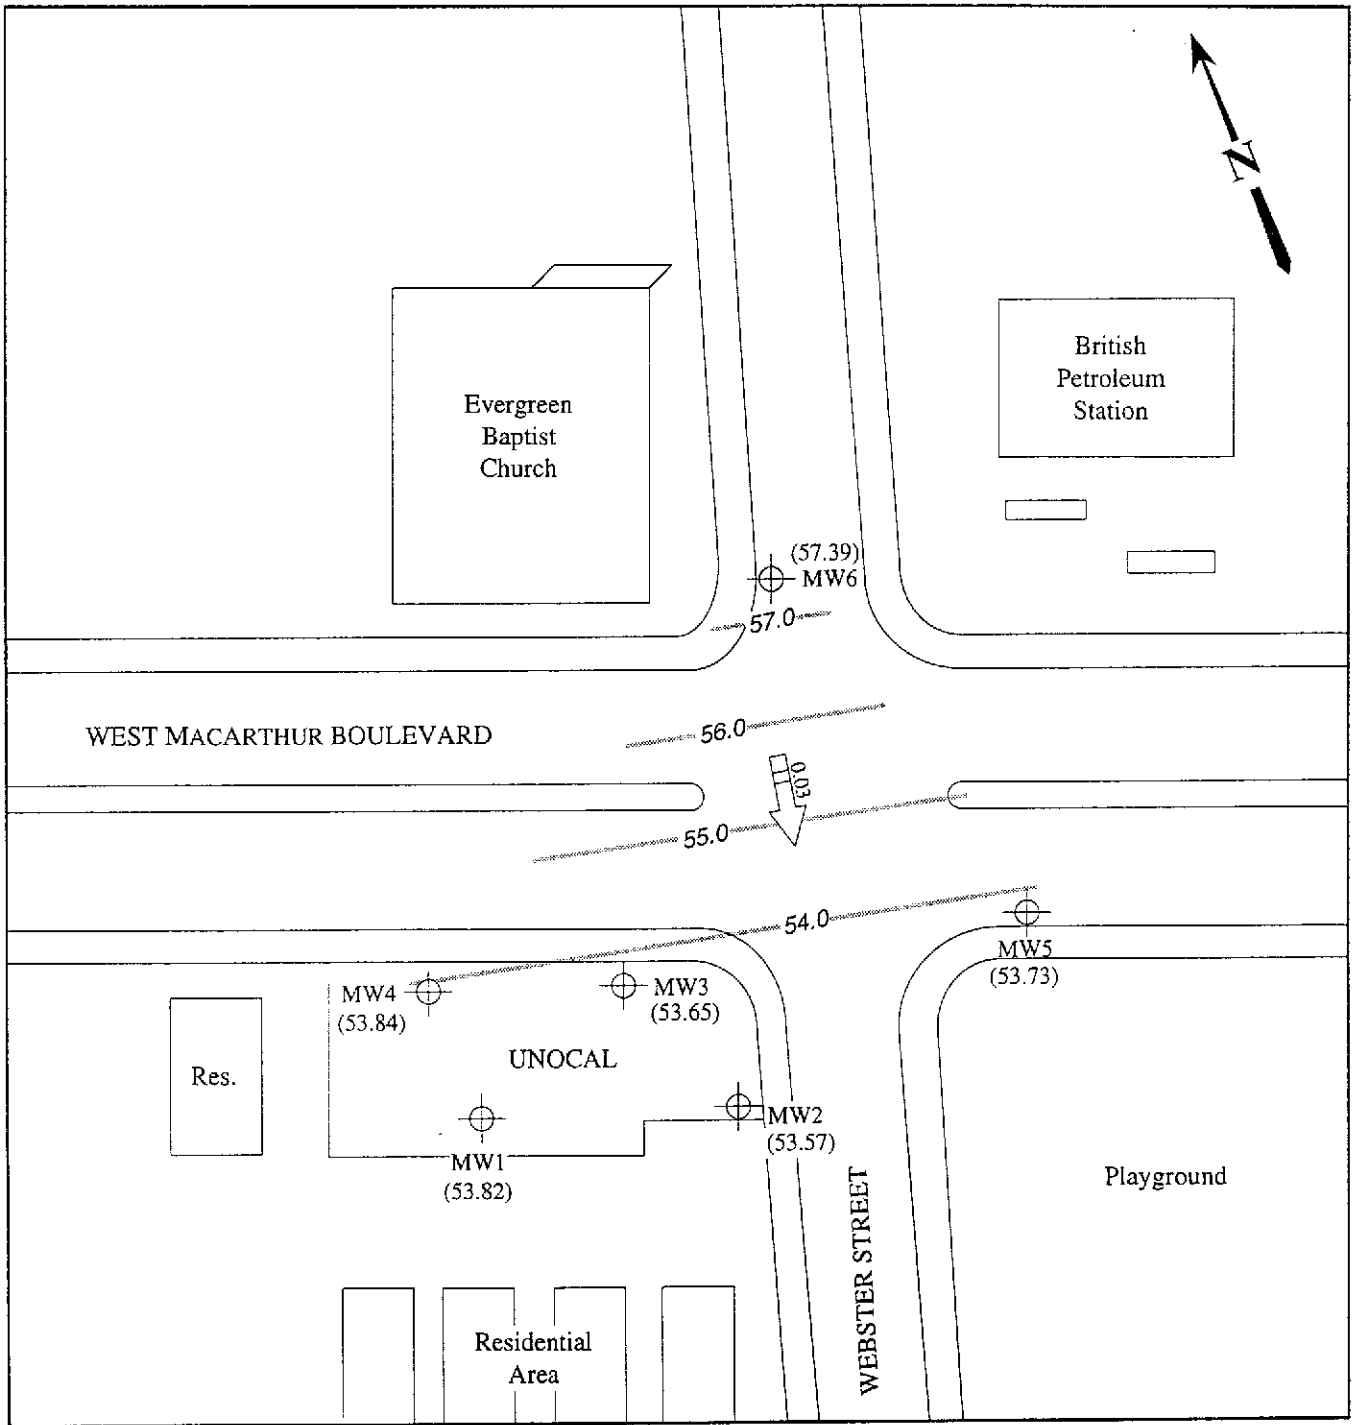 N
British
Petroleum
Station
Evergreen
Baptist
Church
(57.39)
MW6
57.0
WEST MACARTHUR BOULEVARD
56.0
0.03
55.0
54.0
MW5
(53.73)
MW4
(53.84)
MW3
(53.65)
UNOCAL
Res.
MW2
(53.57)
MW1
(53.82)
Playground
WEBSTER STREET
Residential
Area